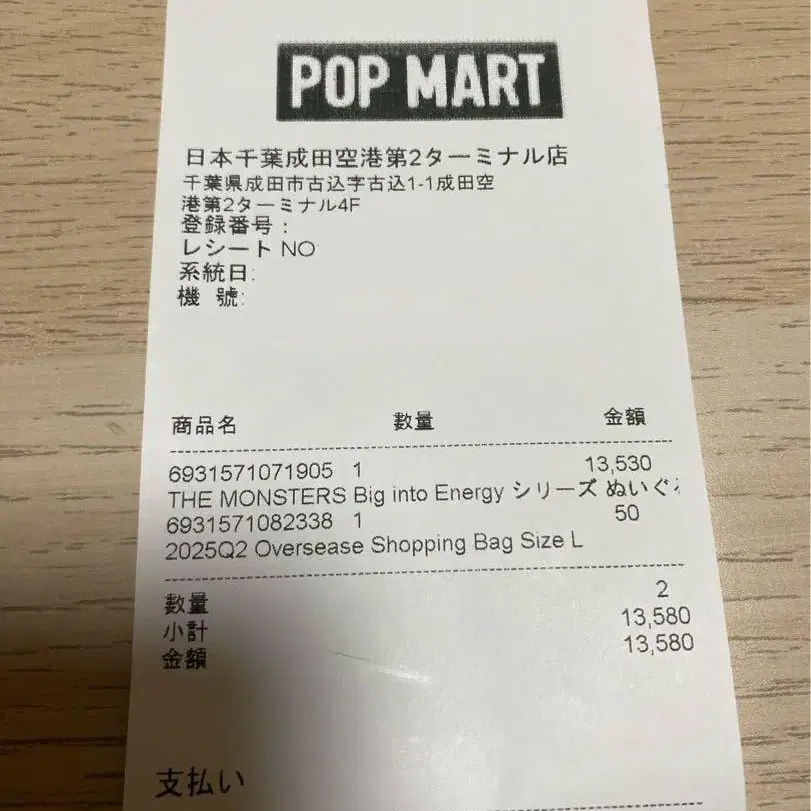 POP MART
日本千葉成田空港第2ターミナル店
千葉県成田市古込字古込1-1成田空
港第2ターミナル4F
登録番号：
レシート NO
系統日:
機 號:
商品名 数量 金額
6931571071905 1 13,530
THE MONSTERS Big into Energy シリーズ ぬいぐ
6931571082338 1 50
2025Q2 Oversease Shopping Bag Size L
数量 2
小計 13,580
金額 13,580
支払い